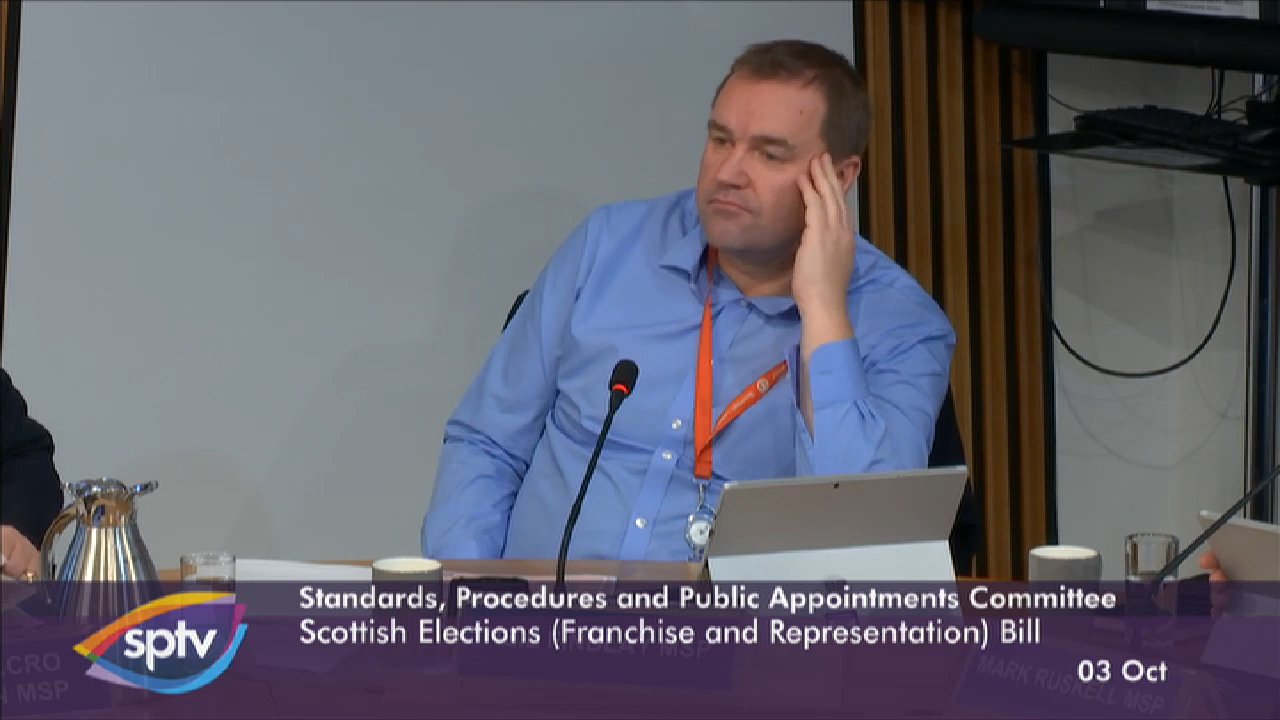 Standards, Procedures and Public Appointments Committee
Scottish Elections (Franchise and Representation) Bill
03 Oct
sptv
MARK RUSKELL MSP